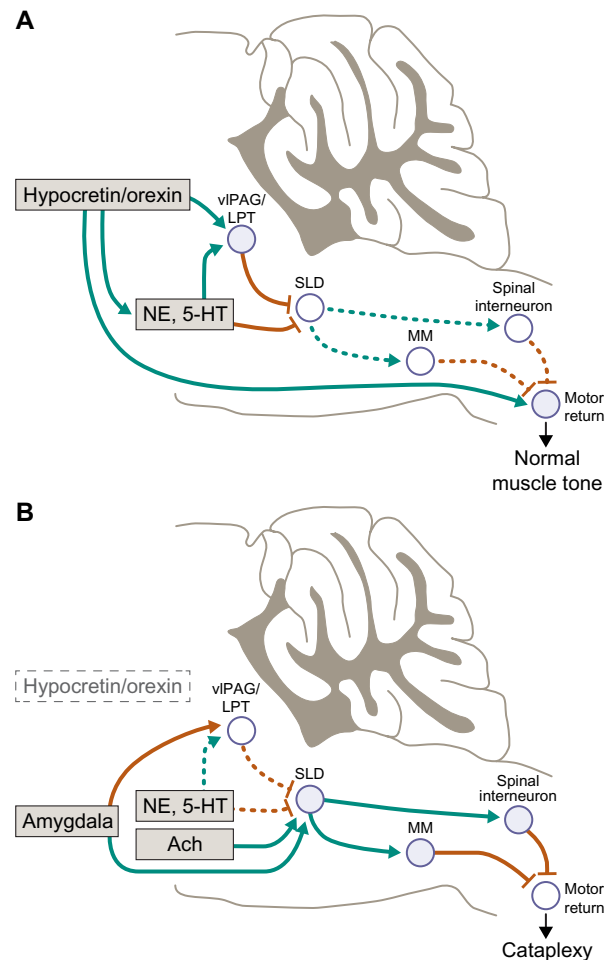 A
Hypocretin/orexin
vlPAG/
LPT
NE, 5-HT
SLD
MM
Spinal
interneuron
Motor
return
Normal
muscle tone
B
Hypocretin/orexin
vlPAG/
LPT
NE, 5-HT
Amygdala
Ach
SLD
MM
Spinal
interneuron
Motor
return
Cataplexy